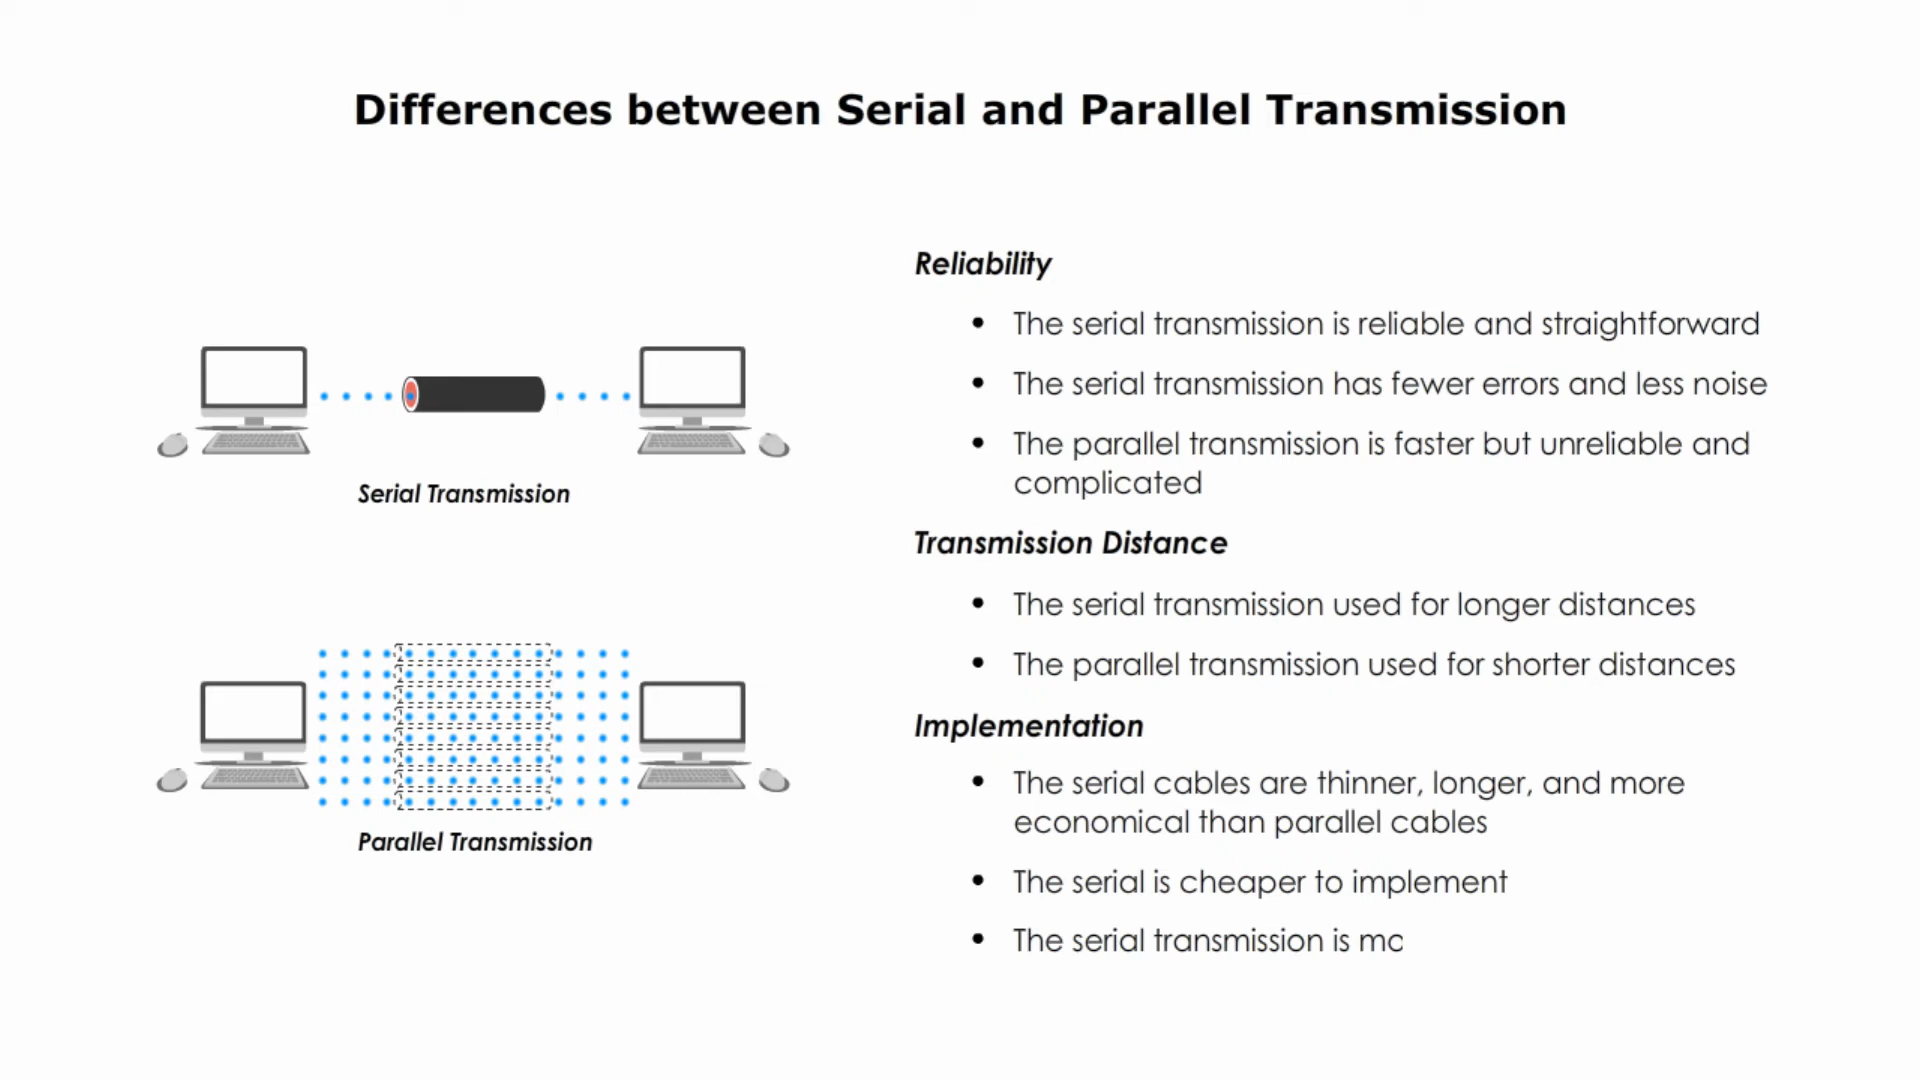 Differences between Serial and Parallel Transmission
Serial Transmission
Parallel Transmission
Reliability
• The serial transmission is reliable and straightforward
• The serial transmission has fewer errors and less noise
• The parallel transmission is faster but unreliable and
complicated
Transmission Distance
• The serial transmission used for longer distances
• The parallel transmission used for shorter distances
Implementation
• The serial cables are thinner, longer, and more
economical than parallel cables
• The serial is cheaper to implement
• The serial transmission is